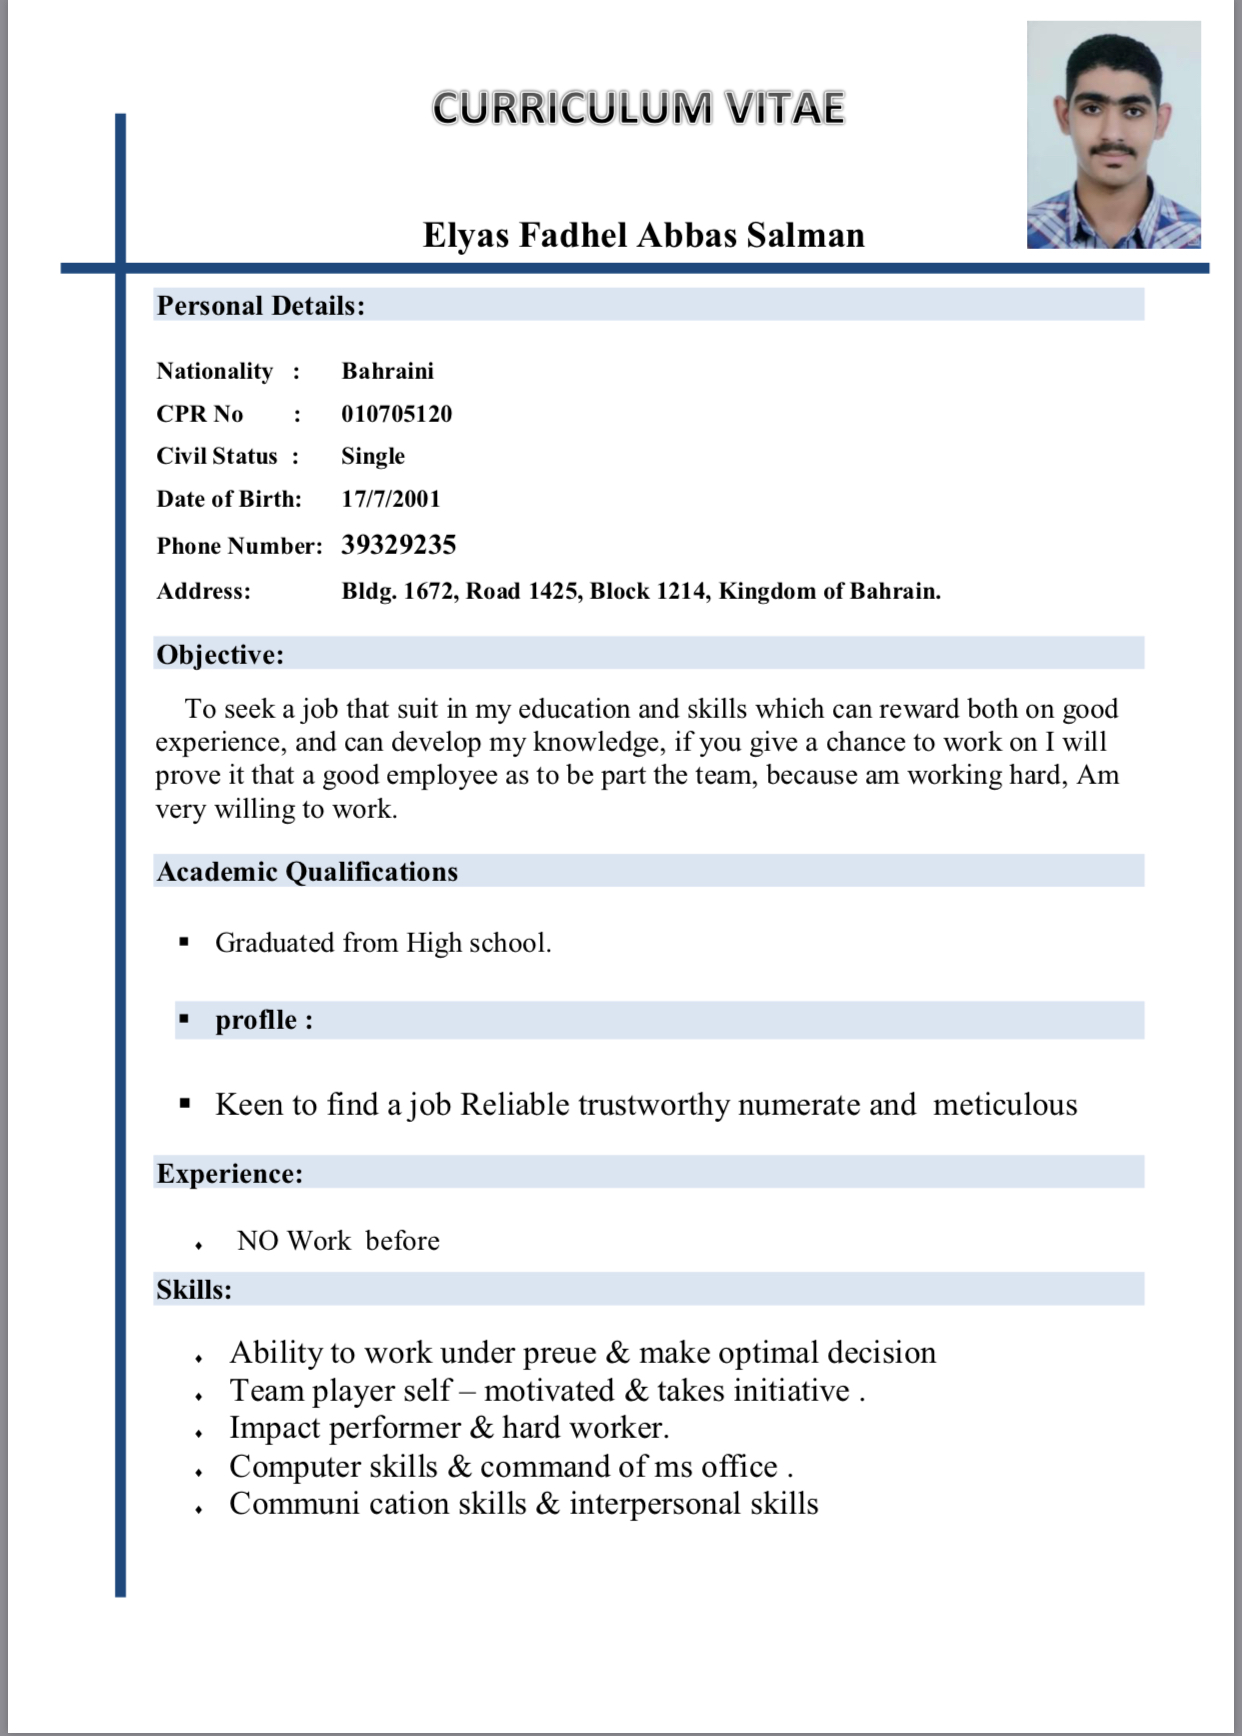 CURRICULUM VITAE
Elyas Fadhel Abbas Salman
Personal Details:
Nationality : Bahraini
CPR No : 010705120
Civil Status : Single
Date of Birth: 17/7/2001
Phone Number: 39329235
Address: Bldg. 1672, Road 1425, Block 1214, Kingdom of Bahrain.
Objective:
To seek a job that suit in my education and skills which can reward both on good
experience, and can develop my knowledge, if you give a chance to work on I will
prove it that a good employee as to be part the team, because am working hard, Am
very willing to work.
Academic Qualifications
▪ Graduated from High school.
▪ proflle :
▪ Keen to find a job Reliable trustworthy numerate and meticulous
Experience:
⬧ NO Work before
Skills:
⬧ Ability to work under preue & make optimal decision
⬧ Team player self – motivated & takes initiative .
⬧ Impact performer & hard worker.
⬧ Computer skills & command of ms office .
⬧ Communi cation skills & interpersonal skills